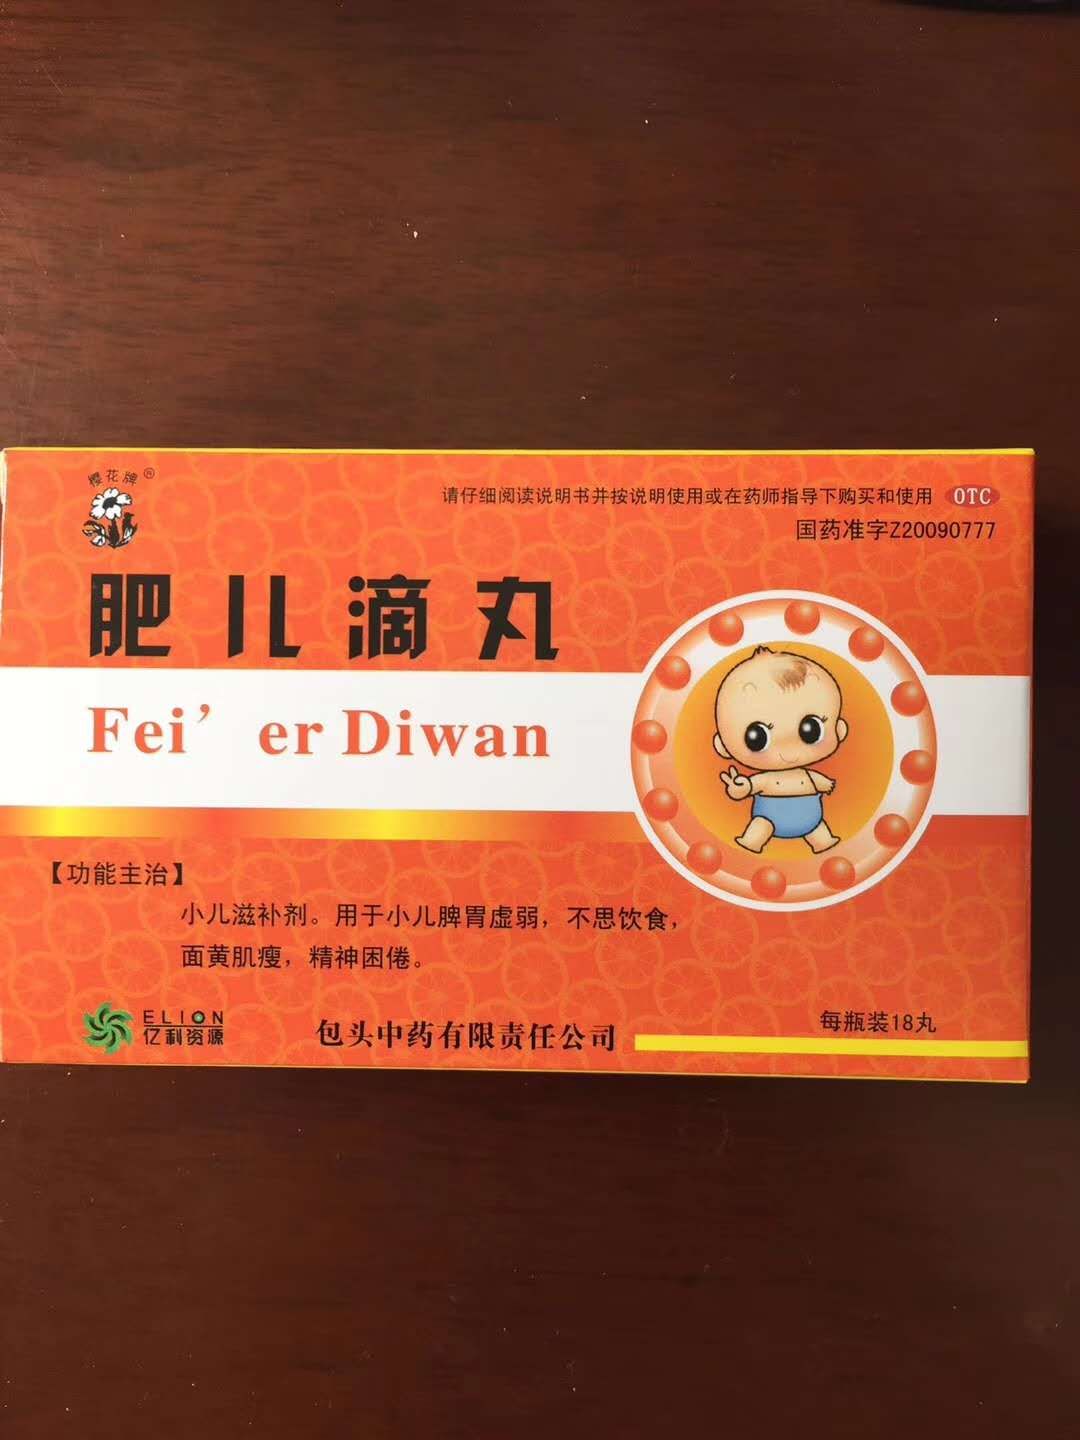 樱花牌®
请仔细阅读说明书并按说明使用或在药师指导下购买和使用 OTC
国药准字Z20090777
肥儿滴丸
Fei’er Diwan
【功能主治】
小儿滋补剂。用于小儿脾胃虚弱，不思饮食，
面黄肌瘦，精神困倦。
ELION
亿利资源
包头中药有限责任公司
每瓶装18丸